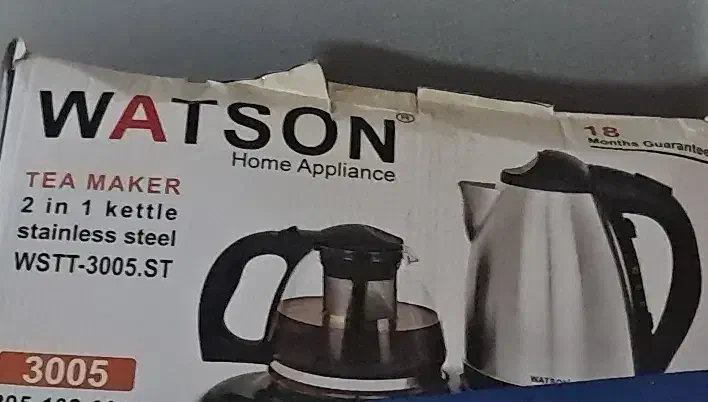 WATSON®
Home Appliance
18
Months Guarantee
TEA MAKER
2 in 1 kettle
stainless steel
WSTT-3005.ST
3005
WATSON